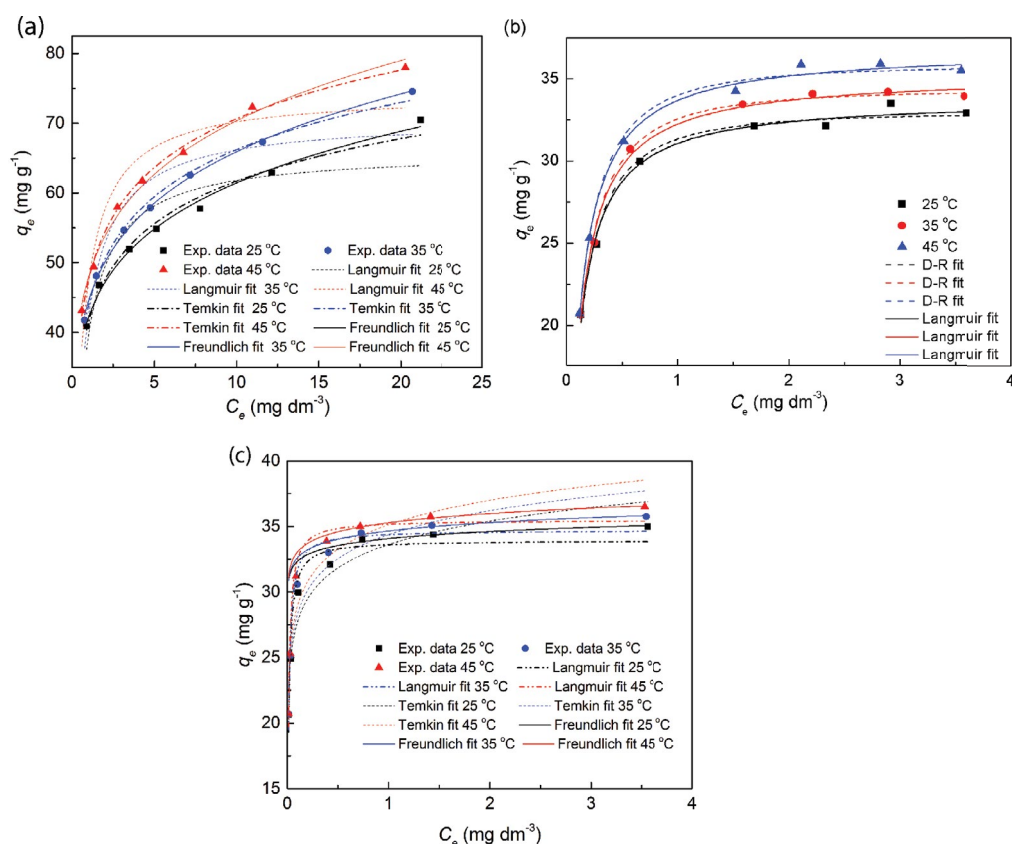 (a)
80
70
60
50
40
qe (mg g-1)
Exp. data 25 °C Exp. data 35 °C
Exp. data 45 °C Langmuir fit 25 °C
Langmuir fit 35 °C Langmuir fit 45 °C
Temkin fit 25 °C Temkin fit 35 °C
Temkin fit 45 °C Freundlich fit 25 °C
Freundlich fit 35 °C Freundlich fit 45 °C
0 5 10 15 20 25
Ce (mg dm-3)
(b)
35
30
25
20
qe (mg g-1)
25 °C
35 °C
45 °C
D-R fit
D-R fit
D-R fit
Langmuir fit
Langmuir fit
Langmuir fit
0 1 2 3 4
Ce (mg dm-3)
(c)
40
35
30
25
20
15
qe (mg g-1)
Exp. data 25 °C Exp. data 35 °C
Exp. data 45 °C Langmuir fit 25 °C
Langmuir fit 35 °C Langmuir fit 45 °C
Temkin fit 25 °C Temkin fit 35 °C
Temkin fit 45 °C Freundlich fit 25 °C
Freundlich fit 35 °C Freundlich fit 45 °C
0 1 2 3 4
Ce (mg dm-3)